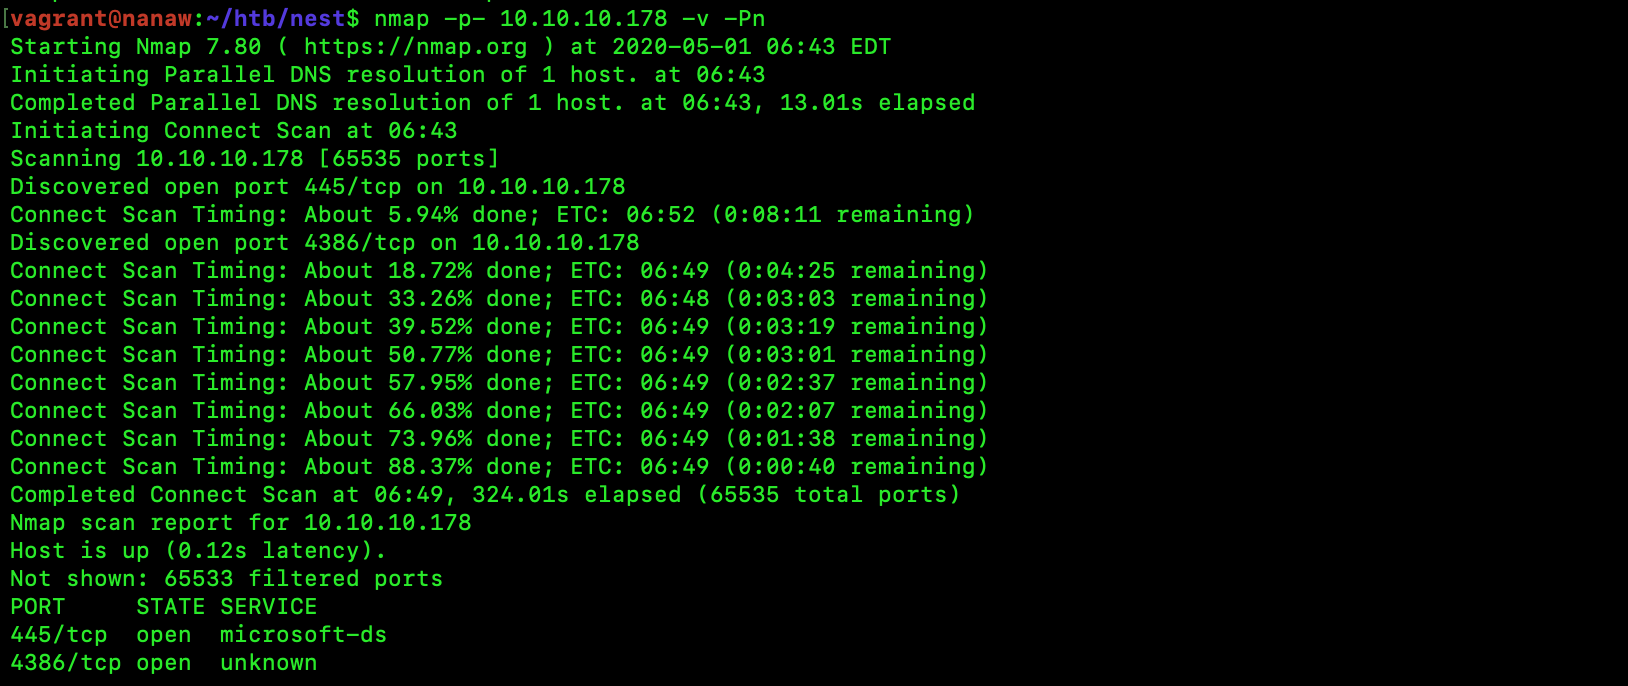 [vagrant@nanaw:~/htb/nest$ nmap -p- 10.10.10.178 -v -Pn
Starting Nmap 7.80 ( https://nmap.org ) at 2020-05-01 06:43 EDT
Initiating Parallel DNS resolution of 1 host. at 06:43
Completed Parallel DNS resolution of 1 host. at 06:43, 13.01s elapsed
Initiating Connect Scan at 06:43
Scanning 10.10.10.178 [65535 ports]
Discovered open port 445/tcp on 10.10.10.178
Connect Scan Timing: About 5.94% done; ETC: 06:52 (0:08:11 remaining)
Discovered open port 4386/tcp on 10.10.10.178
Connect Scan Timing: About 18.72% done; ETC: 06:49 (0:04:25 remaining)
Connect Scan Timing: About 33.26% done; ETC: 06:48 (0:03:03 remaining)
Connect Scan Timing: About 39.52% done; ETC: 06:49 (0:03:19 remaining)
Connect Scan Timing: About 50.77% done; ETC: 06:49 (0:03:01 remaining)
Connect Scan Timing: About 57.95% done; ETC: 06:49 (0:02:37 remaining)
Connect Scan Timing: About 66.03% done; ETC: 06:49 (0:02:07 remaining)
Connect Scan Timing: About 73.96% done; ETC: 06:49 (0:01:38 remaining)
Connect Scan Timing: About 88.37% done; ETC: 06:49 (0:00:40 remaining)
Completed Connect Scan at 06:49, 324.01s elapsed (65535 total ports)
Nmap scan report for 10.10.10.178
Host is up (0.12s latency).
Not shown: 65533 filtered ports
PORT     STATE SERVICE
445/tcp  open  microsoft-ds
4386/tcp open  unknown